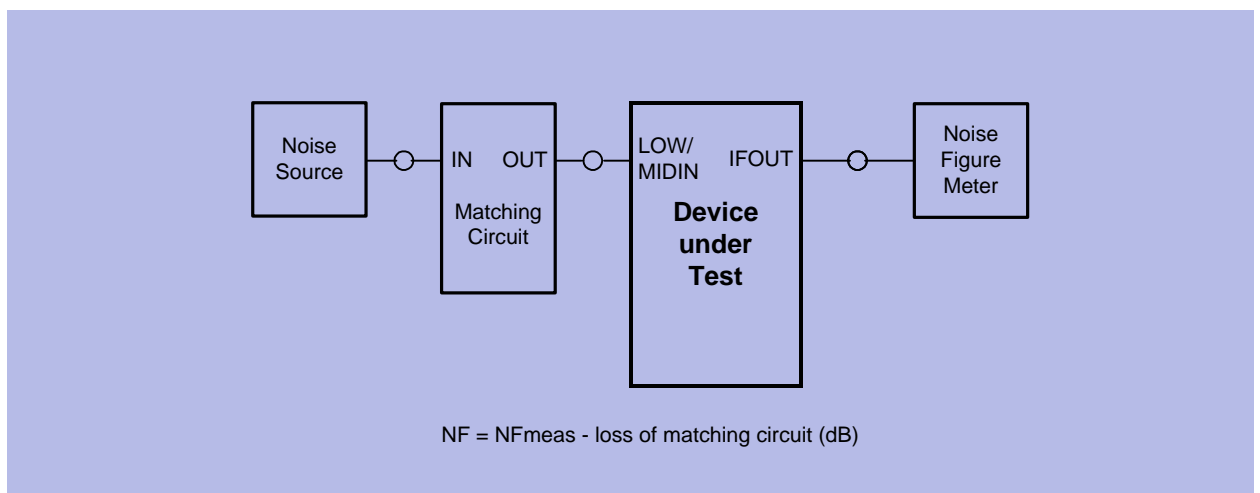 Noise
Source
IN
OUT
Matching
Circuit
LOW/
MIDIN
IFOUT
Device
under
Test
Noise
Figure
Meter
NF = NFmeas - loss of matching circuit (dB)